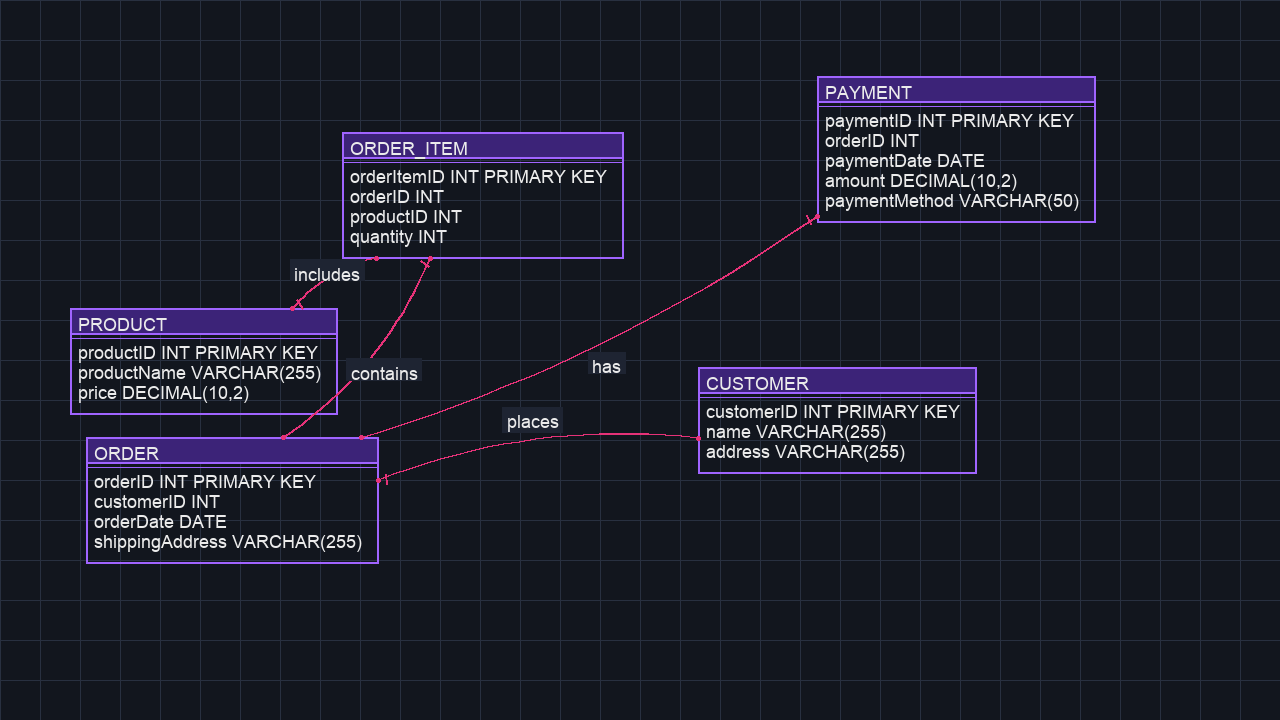 PAYMENT
paymentID INT PRIMARY KEY
orderID INT
paymentDate DATE
amount DECIMAL(10,2)
paymentMethod VARCHAR(50)
ORDER_ITEM
orderItemID INT PRIMARY KEY
orderID INT
productID INT
quantity INT
includes
PRODUCT
productID INT PRIMARY KEY
productName VARCHAR(255)
price DECIMAL(10,2)
contains
has
places
CUSTOMER
customerID INT PRIMARY KEY
name VARCHAR(255)
address VARCHAR(255)
ORDER
orderID INT PRIMARY KEY
customerID INT
orderDate DATE
shippingAddress VARCHAR(255)